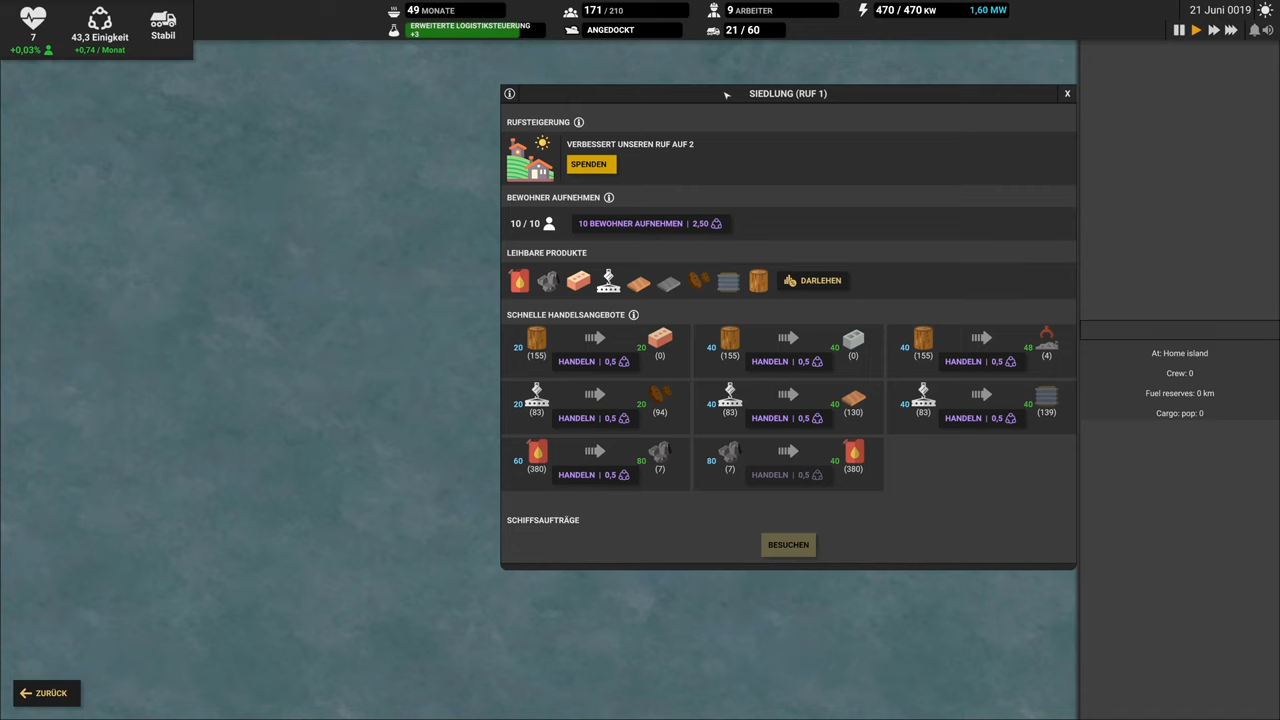 7
+0,03%
43,3 Einigkeit
+0,74 / Monat
Stabil
49 MONATE
ERWEITERTE LOGISTIKSTEUERUNG
+3
171 / 210
ANGEDOCKT
9 ARBEITER
21 / 60
470 / 470 KW
1,60 MW
21 Juni 0019
SIEDLUNG (RUF 1)
X
RUFSTEIGERUNG
VERBESSERT UNSEREN RUF AUF 2
SPENDEN
BEWOHNER AUFNEHMEN
10 / 10
10 BEWOHNER AUFNEHMEN | 2,50
LEIHBARE PRODUKTE
DARLEHEN
SCHNELLE HANDELSANGEBOTE
20 (155) HANDELN | 0,5 20 (0)
40 (155) HANDELN | 0,5 40 (0)
40 (155) HANDELN | 0,5 48 (4)
20 (83) HANDELN | 0,5 20 (94)
40 (83) HANDELN | 0,5 40 (130)
40 (83) HANDELN | 0,5 40 (139)
60 (380) HANDELN | 0,5 80 (7)
80 (7) HANDELN | 0,5 40 (380)
SCHIFFSAUFTRÄGE
BESUCHEN
At: Home island
Crew: 0
Fuel reserves: 0 km
Cargo: pop: 0
ZURÜCK